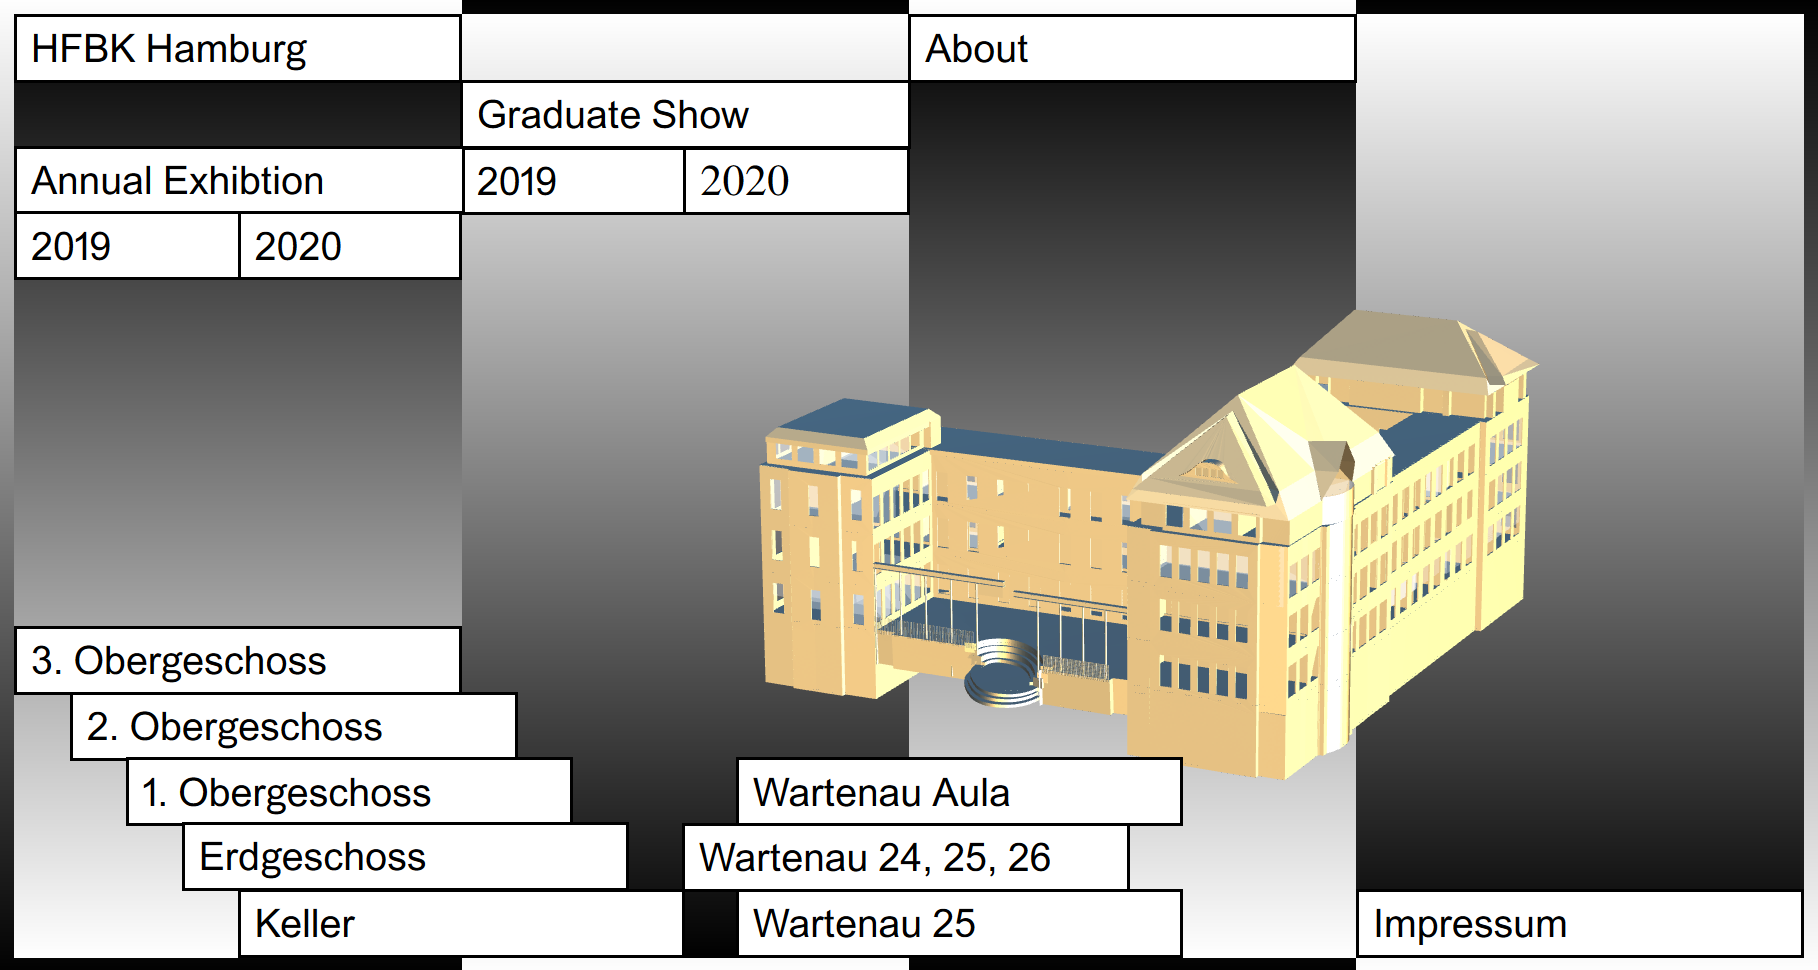 HFBK Hamburg
About
Graduate Show
Annual Exhibtion
2019
2020
2019
2020
3. Obergeschoss
2. Obergeschoss
1. Obergeschoss
Wartenau Aula
Erdgeschoss
Wartenau 24, 25, 26
Keller
Wartenau 25
Impressum